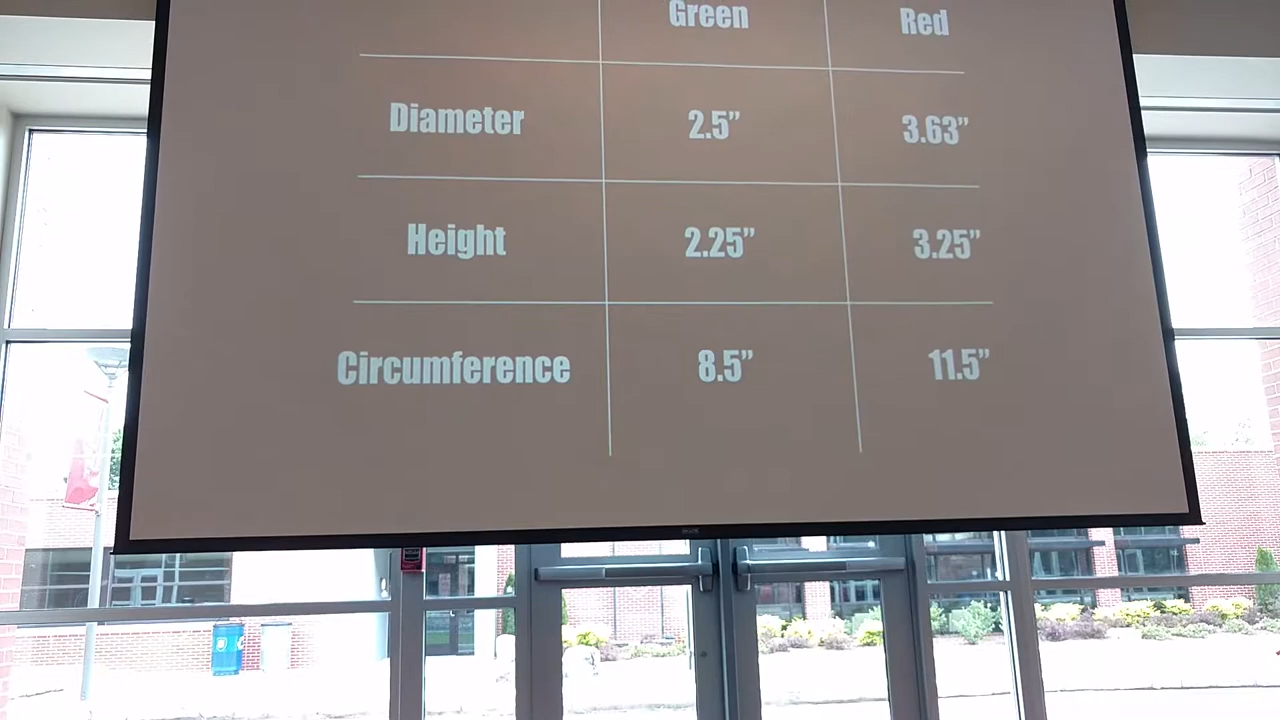 Green Red
Diameter 2.5” 3.63”
Height 2.25” 3.25”
Circumference 8.5” 11.5”